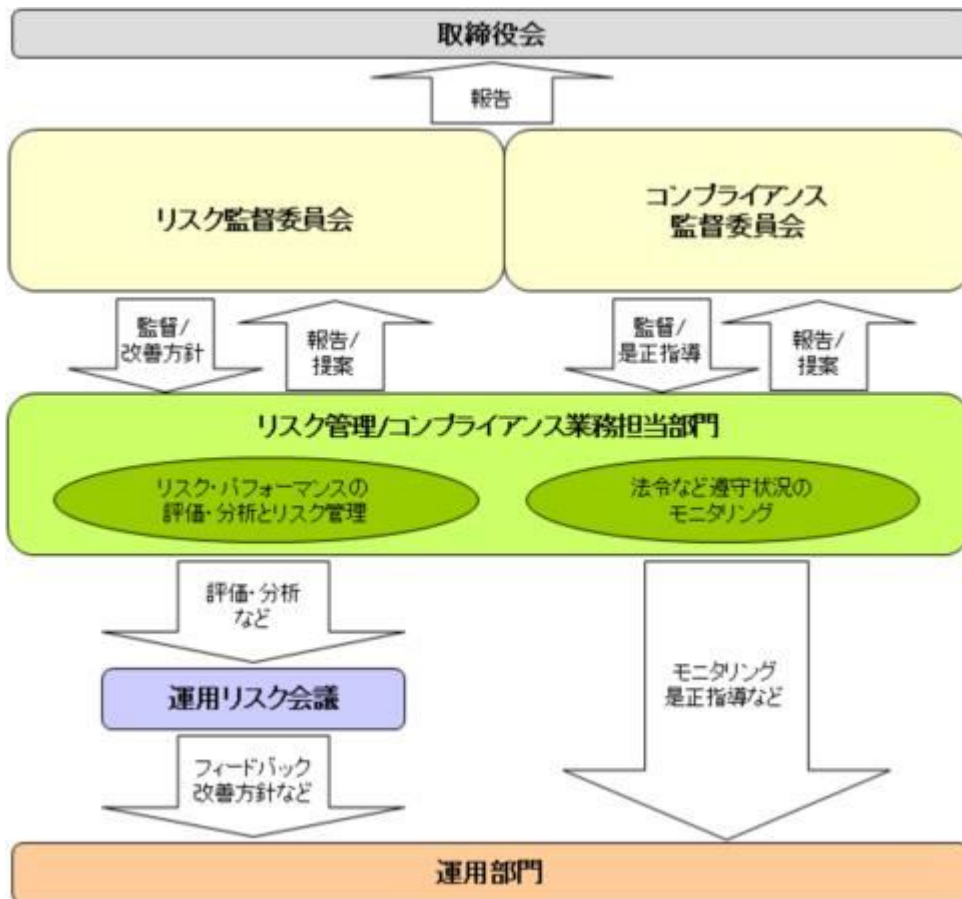 取締役会
報告
リスク監督委員会
コンプライアンス
監督委員会
監督/
改善方針
報告/
提案
監督/
是正指導
報告/
提案
リスク管理/コンプライアンス業務担当部門
リスク・パフォーマンスの
評価・分析とリスク管理
法令など遵守状況の
モニタリング
評価・分析
など
運用リスク会議
モニタリング
是正指導など
フィードバック
改善方針など
運用部門